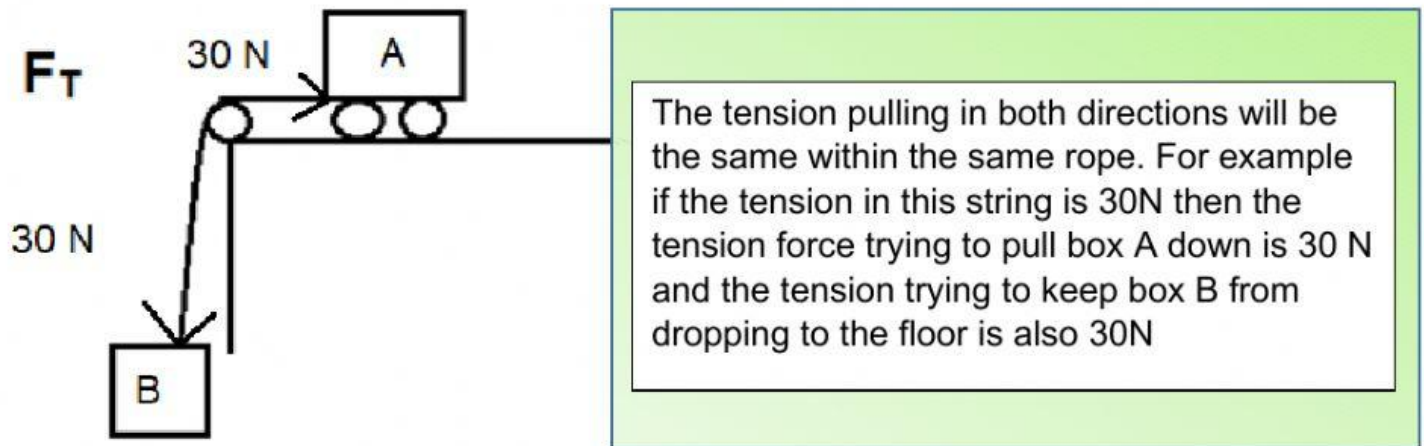 30 N
A
F_T
30 N
B
The tension pulling in both directions will be
the same within the same rope. For example
if the tension in this string is 30N then the
tension force trying to pull box A down is 30 N
and the tension trying to keep box B from
dropping to the floor is also 30N